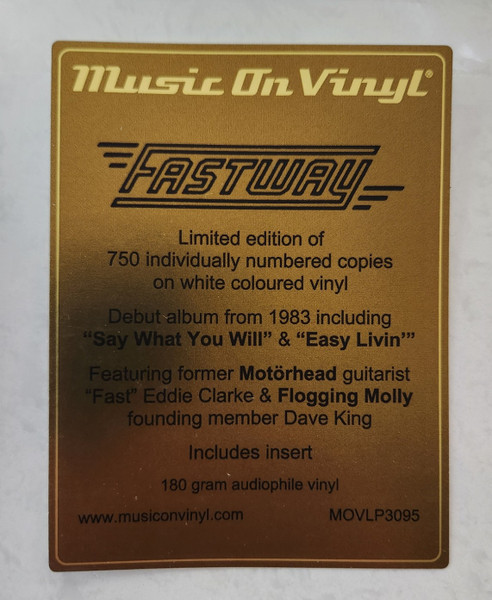 Music On Vinyl®
FASTWAY
Limited edition of
750 individually numbered copies
on white coloured vinyl
Debut album from 1983 including
“Say What You Will” & “Easy Livin’”
Featuring former Motörhead guitarist
“Fast” Eddie Clarke & Flogging Molly
founding member Dave King
Includes insert
180 gram audiophile vinyl
www.musiconvinyl.com MOVLP3095